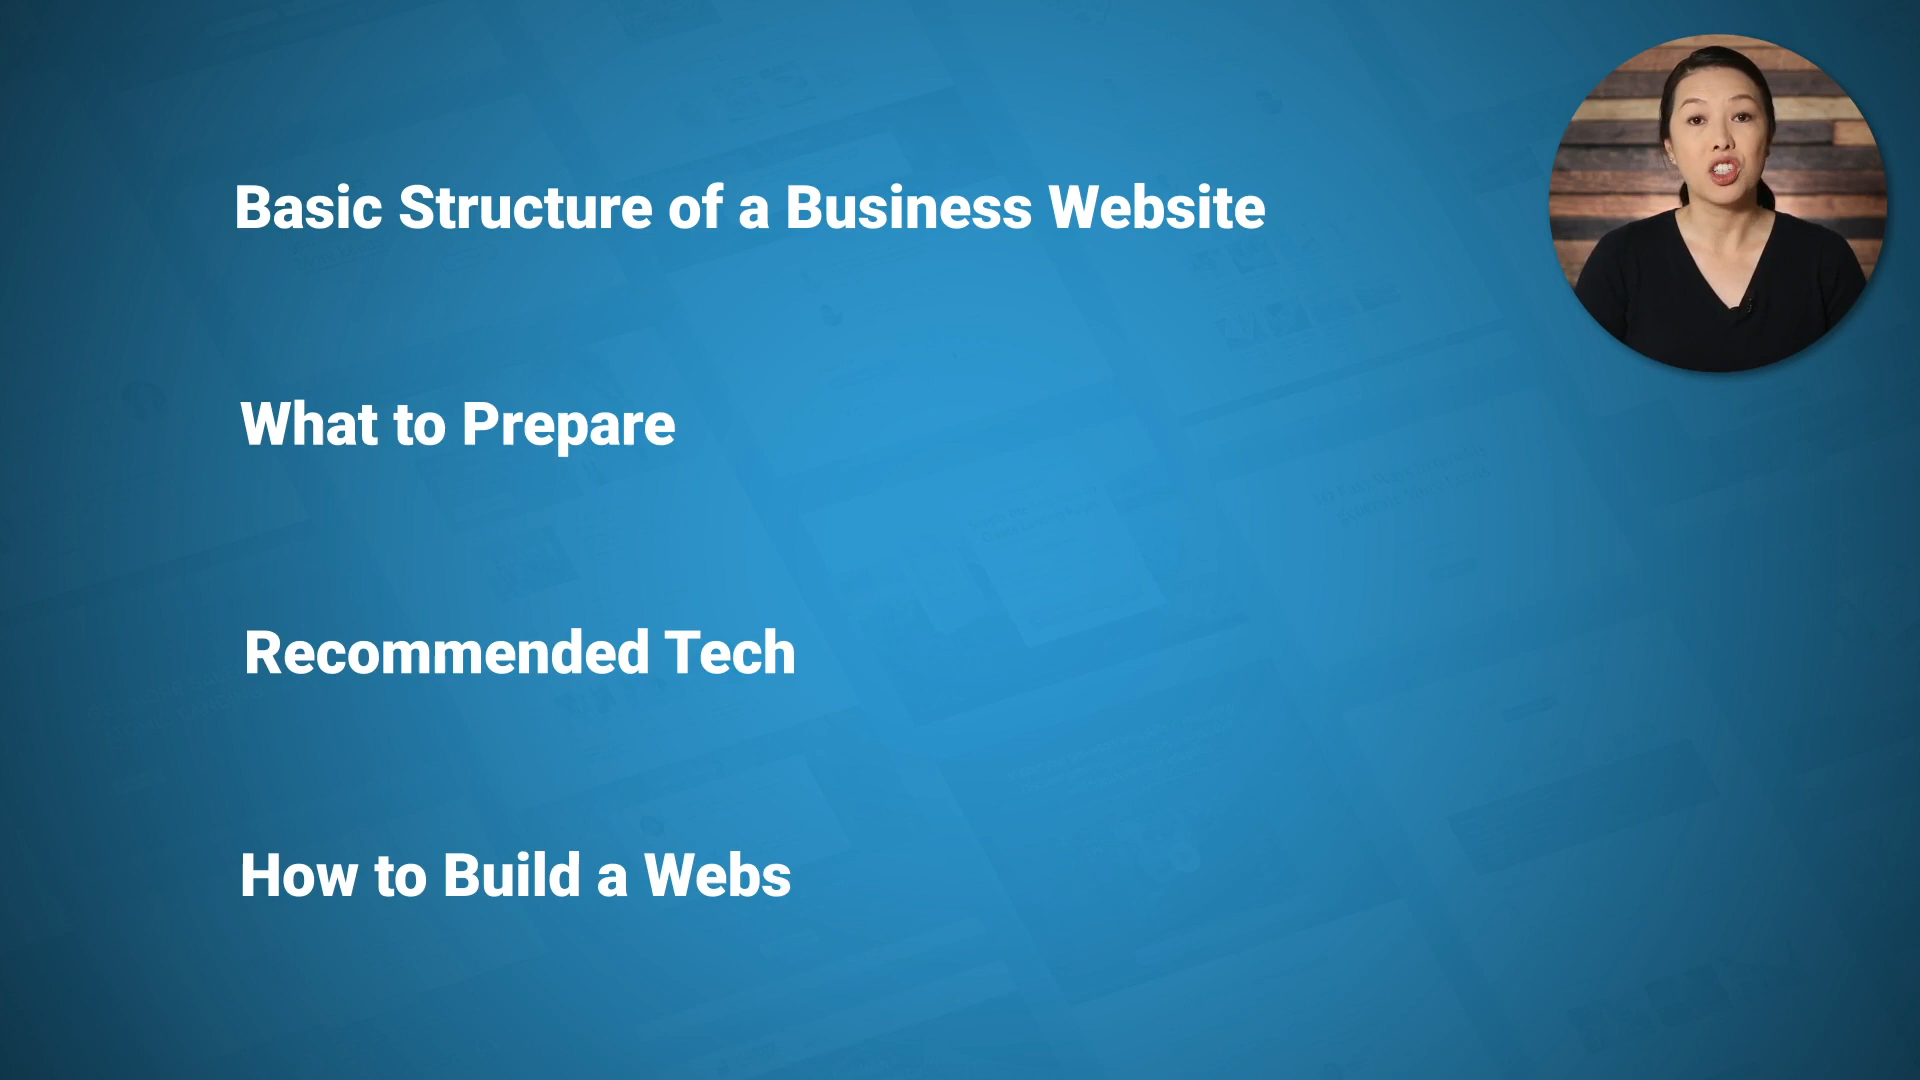 Basic Structure of a Business Website
What to Prepare
Recommended Tech
How to Build a Webs